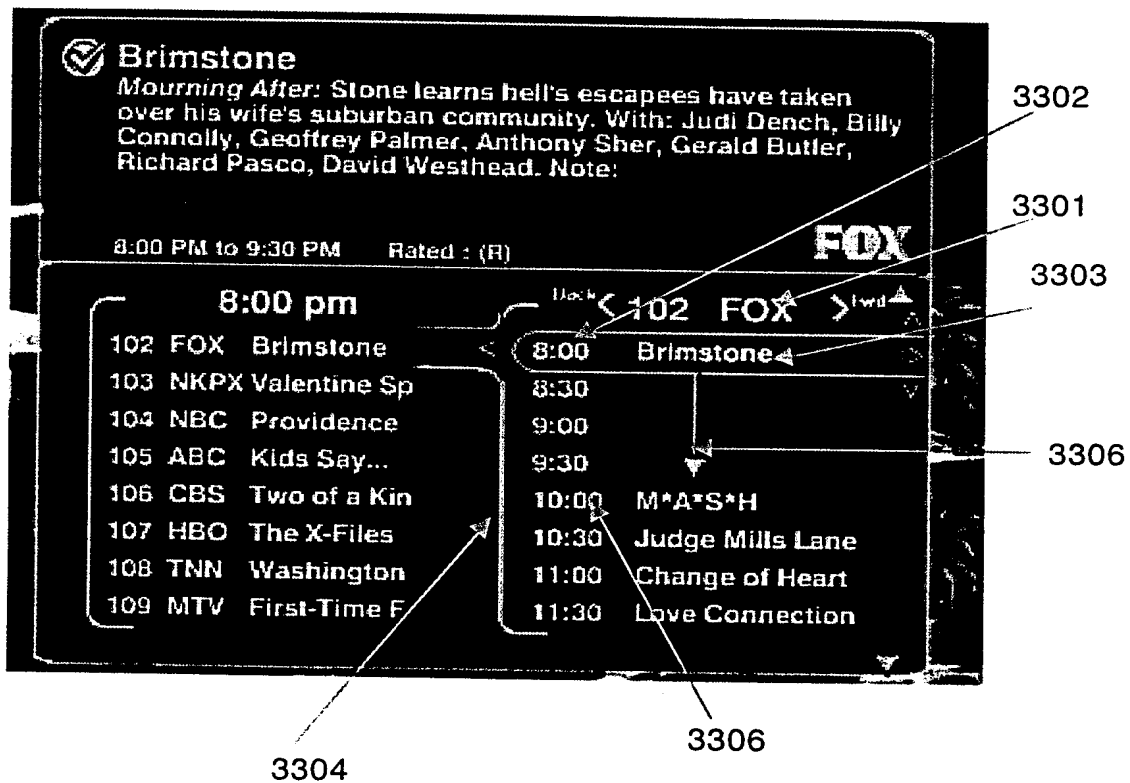 Brimstone
Mourning After: Stone learns hell's escapees have taken
over his wife's suburban community. With: Judi Dench, Billy
Connolly, Geoffrey Palmer, Anthony Sher, Gerald Butler,
Richard Pasco, David Westhead. Note:
8:00 PM to 9:30 PM Rated : (R)
FOX
8:00 pm
102 FOX Brimstone
103 NKPX Valentine Sp
104 NBC Providence
105 ABC Kids Say...
106 CBS Two of a Kin
107 HBO The X-Files
108 TNN Washington
109 MTV First-Time F
Back < 102 FOX > Fwd
8:00 Brimstone
8:30
9:00
9:30
10:00 M*A*S*H
10:30 Judge Mills Lane
11:00 Change of Heart
11:30 Love Connection
3302
3301
3303
3306
3306
3304